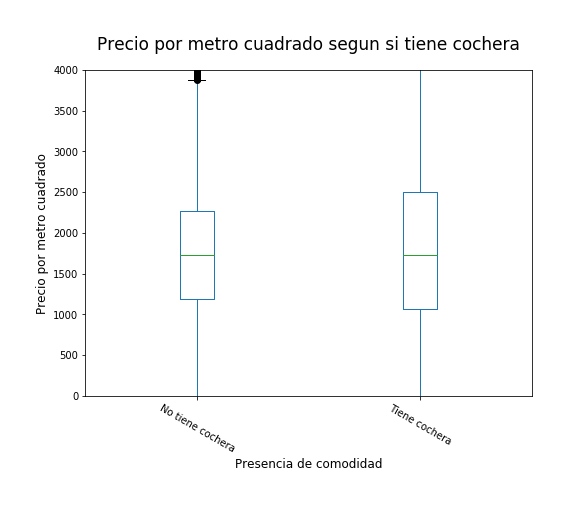 Precio por metro cuadrado segun si tiene cochera
4000
3500
3000
2500
2000
1500
1000
500
0
Precio por metro cuadrado
No tiene cochera
Tiene cochera
Presencia de comodidad